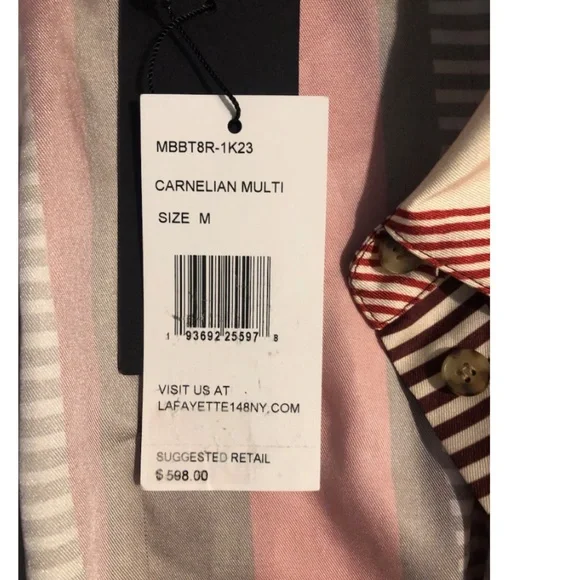 MBBT8R-1K23
CARNELIAN MULTI
SIZE M
1 93692 25597 8
VISIT US AT
LAFAYETTE148NY.COM
SUGGESTED RETAIL
$ 598.00